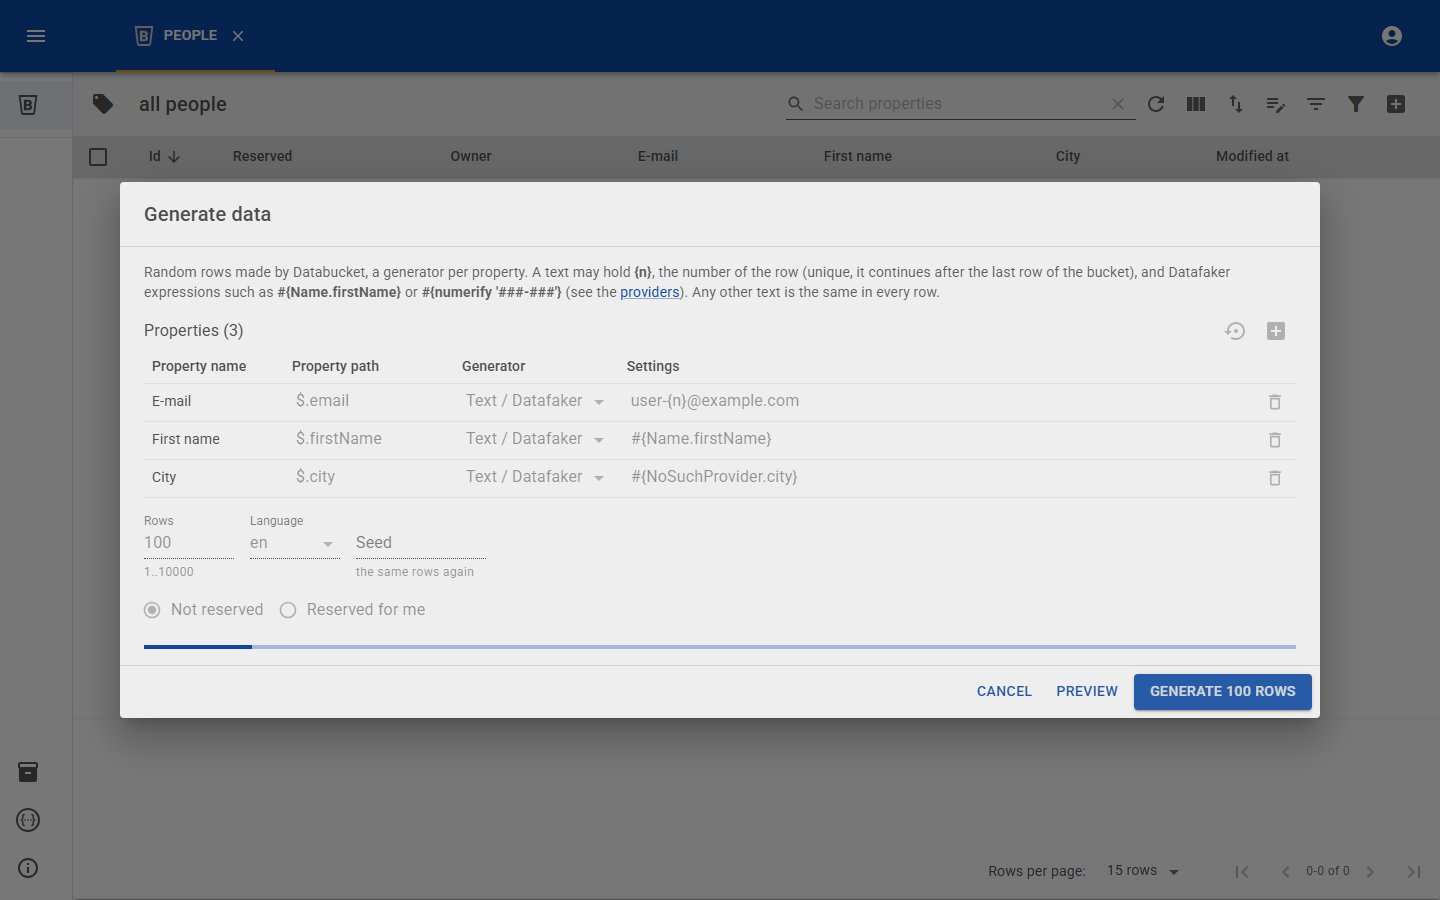 PEOPLE
all people
Search properties
Id Reserved Owner E-mail First name City Modified at
Generate data
Random rows made by Databucket, a generator per property. A text may hold {n}, the number of the row (unique, it continues after the last row of the bucket), and Datafaker
expressions such as #{Name.firstName} or #{numerify '###-###'} (see the providers). Any other text is the same in every row.
Properties (3)
Property name Property path Generator Settings
E-mail $.email Text / Datafaker user-{n}@example.com
First name $.firstName Text / Datafaker #{Name.firstName}
City $.city Text / Datafaker #{NoSuchProvider.city}
Rows Language
100 en Seed
1..10000 the same rows again
Not reserved Reserved for me
CANCEL PREVIEW GENERATE 100 ROWS
Rows per page: 15 rows 0-0 of 0